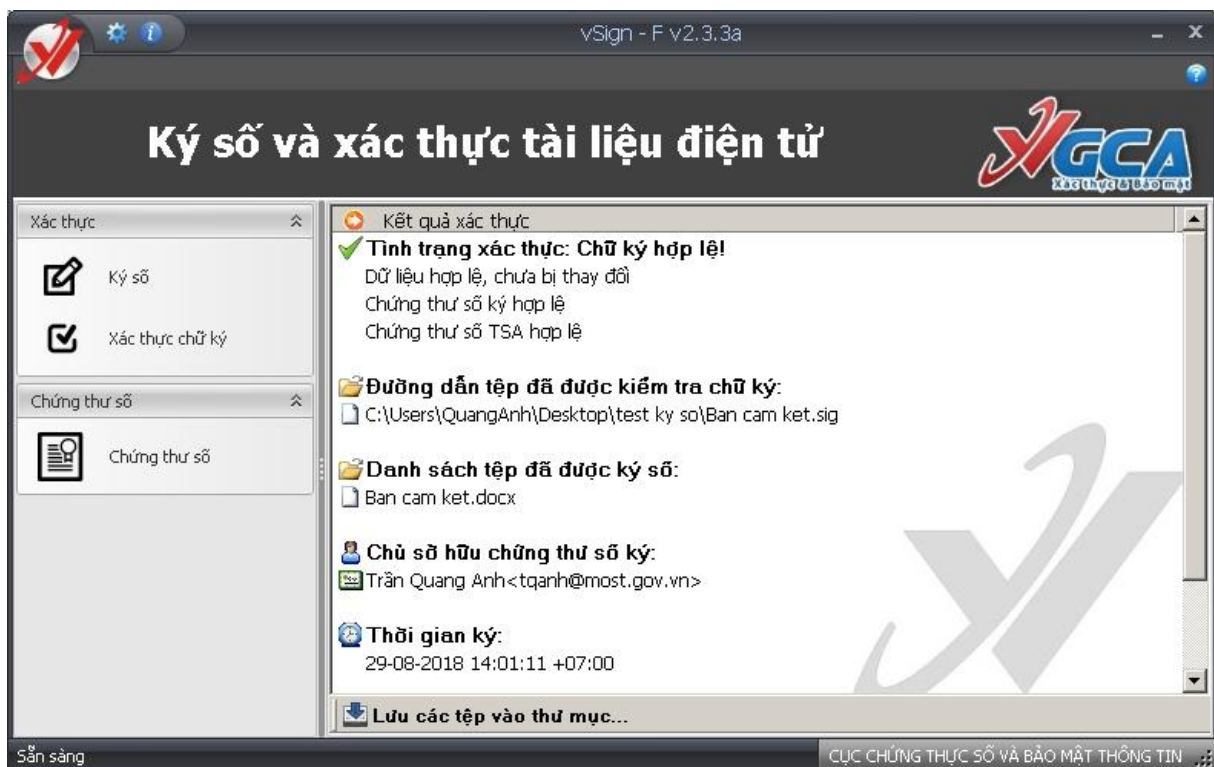 vSign - F v2.3.3a
Ký số và xác thực tài liệu điện tử
GCA
Xác thực & Bảo mật
Xác thực
Ký số
Xác thực chữ ký
Chứng thư số
Chứng thư số
Kết quả xác thực
Tình trạng xác thực: Chữ ký hợp lệ!
Dữ liệu hợp lệ, chưa bị thay đổi
Chứng thư số ký hợp lệ
Chứng thư số TSA hợp lệ
Đường dẫn tệp đã được kiểm tra chữ ký:
C:\Users\QuangAnh\Desktop\test ky so\Ban cam ket.sig
Danh sách tệp đã được ký số:
Ban cam ket.docx
Chủ sở hữu chứng thư số ký:
Trần Quang Anh<tqanh@most.gov.vn>
Thời gian ký:
29-08-2018 14:01:11 +07:00
Lưu các tệp vào thư mục...
Sẵn sàng
CỤC CHỨNG THỰC SỐ VÀ BẢO MẬT THÔNG TIN